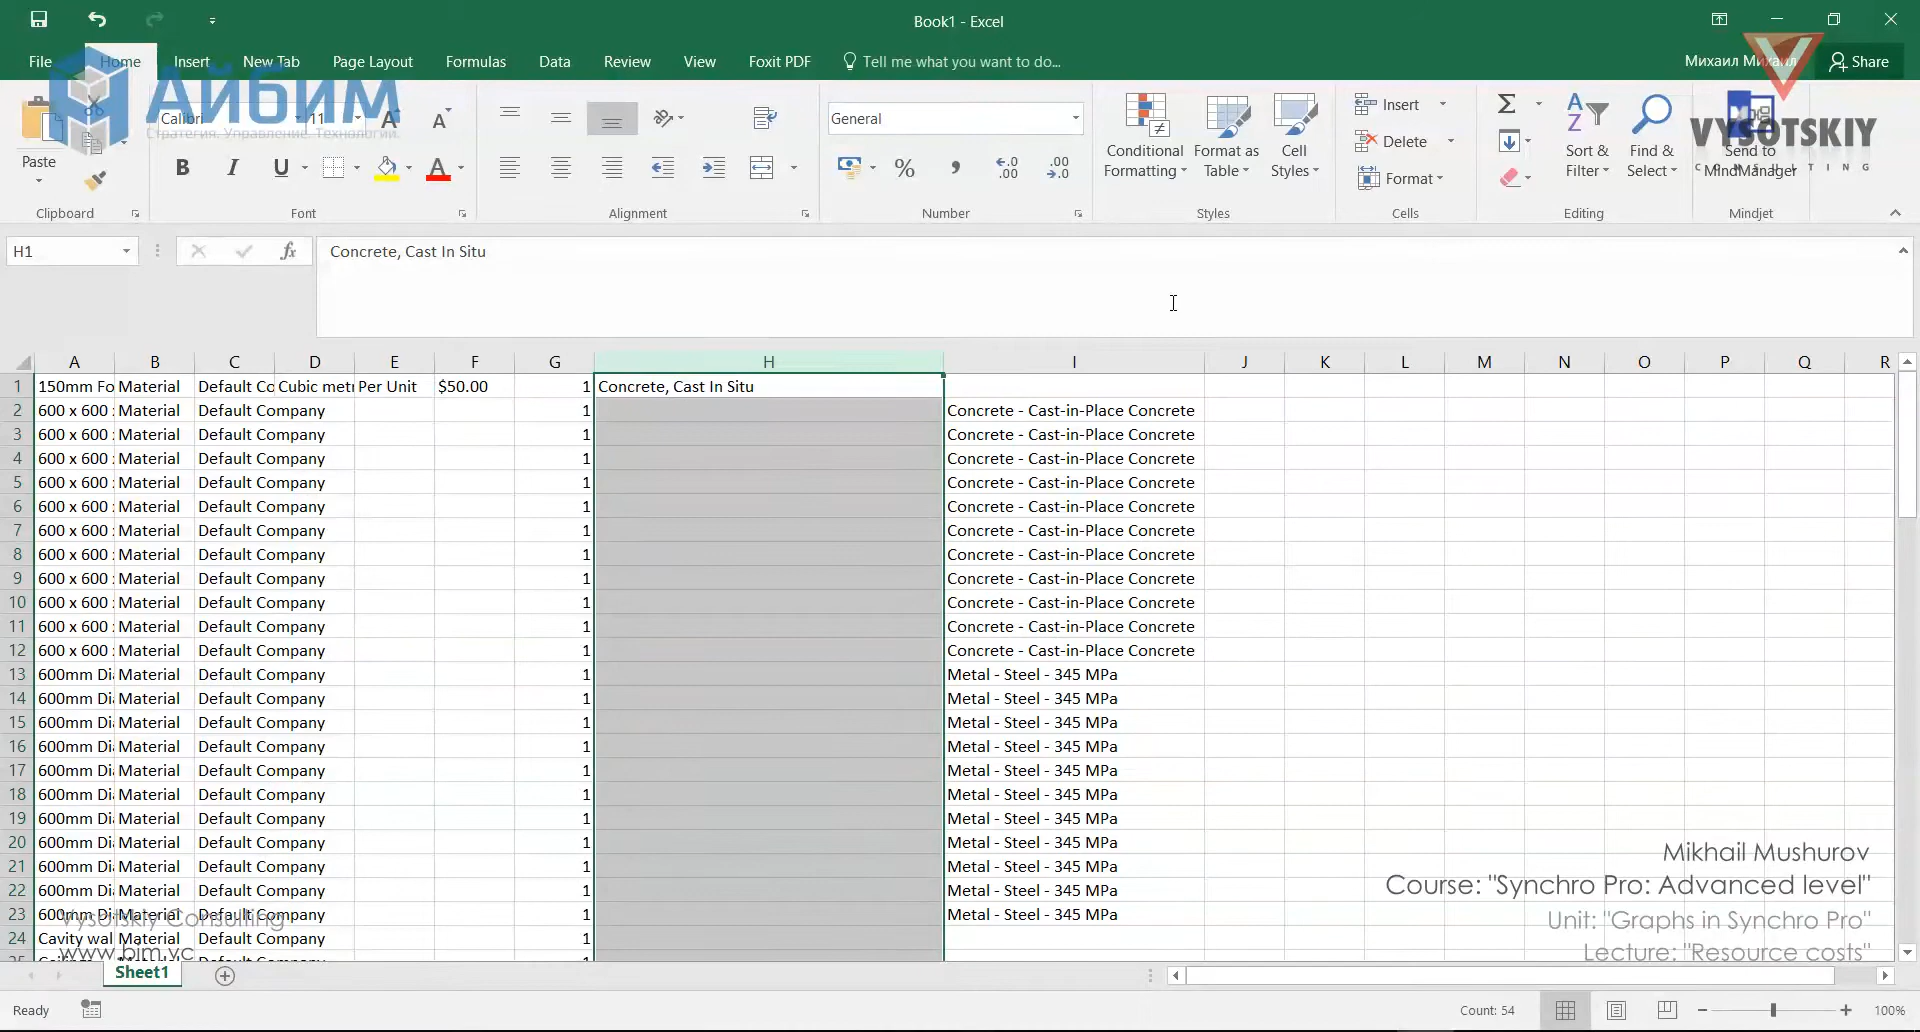 Book1 - Excel
File Home Insert New Tab Page Layout Formulas Data Review View Foxit PDF Tell me what you want to do... Михаил Михаил Share
Айбим
Стратегия. Управление. Технологии.
VYSOTSKIY
CONSULTING
Paste
Calibri 11
General
Conditional Formatting
Format as Table
Cell Styles
Insert
Delete
Format
Sort & Filter
Find & Select
Send to MindManager
Clipboard Font Alignment Number Styles Cells Editing Mindjet
H1 fx Concrete, Cast In Situ
A B C D E F G H I J K L M N O P Q R
1 150mm Fo Material Default Co Cubic metr Per Unit $50.00 1 Concrete, Cast In Situ
2 600 x 600 : Material Default Company 1 Concrete - Cast-in-Place Concrete
3 600 x 600 : Material Default Company 1 Concrete - Cast-in-Place Concrete
4 600 x 600 : Material Default Company 1 Concrete - Cast-in-Place Concrete
5 600 x 600 : Material Default Company 1 Concrete - Cast-in-Place Concrete
6 600 x 600 : Material Default Company 1 Concrete - Cast-in-Place Concrete
7 600 x 600 : Material Default Company 1 Concrete - Cast-in-Place Concrete
8 600 x 600 : Material Default Company 1 Concrete - Cast-in-Place Concrete
9 600 x 600 : Material Default Company 1 Concrete - Cast-in-Place Concrete
10 600 x 600 : Material Default Company 1 Concrete - Cast-in-Place Concrete
11 600 x 600 : Material Default Company 1 Concrete - Cast-in-Place Concrete
12 600 x 600 : Material Default Company 1 Concrete - Cast-in-Place Concrete
13 600mm Dia Material Default Company 1 Metal - Steel - 345 MPa
14 600mm Dia Material Default Company 1 Metal - Steel - 345 MPa
15 600mm Dia Material Default Company 1 Metal - Steel - 345 MPa
16 600mm Dia Material Default Company 1 Metal - Steel - 345 MPa
17 600mm Dia Material Default Company 1 Metal - Steel - 345 MPa
18 600mm Dia Material Default Company 1 Metal - Steel - 345 MPa
19 600mm Dia Material Default Company 1 Metal - Steel - 345 MPa
20 600mm Dia Material Default Company 1 Metal - Steel - 345 MPa
21 600mm Dia Material Default Company 1 Metal - Steel - 345 MPa
22 600mm Dia Material Default Company 1 Metal - Steel - 345 MPa
23 600mm Dia Material Default Company 1 Metal - Steel - 345 MPa
24 Cavity wal Material Default Company 1
Mikhail Mushurov
Course: "Synchro Pro: Advanced level"
Unit: "Graphs in Synchro Pro"
Lecture: "Resource costs"
Vysotskiy Consulting
www.bim.vc
Sheet1
Ready Count: 54 100%